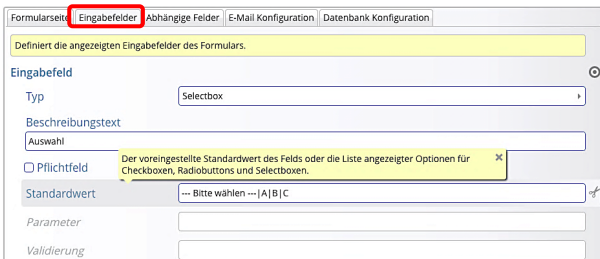 Formularseite Eingabefelder Abhängige Felder E-Mail Konfiguration Datenbank Konfiguration
Definiert die angezeigten Eingabefelder des Formulars.
Eingabefeld
Typ Selectbox
Beschreibungstext
Auswahl
Der voreingestellte Standardwert des Felds oder die Liste angezeigter Optionen für
Checkboxen, Radiobuttons und Selectboxen.
Pflichtfeld
Standardwert --- Bitte wählen ---|A|B|C
Parameter
Validierung